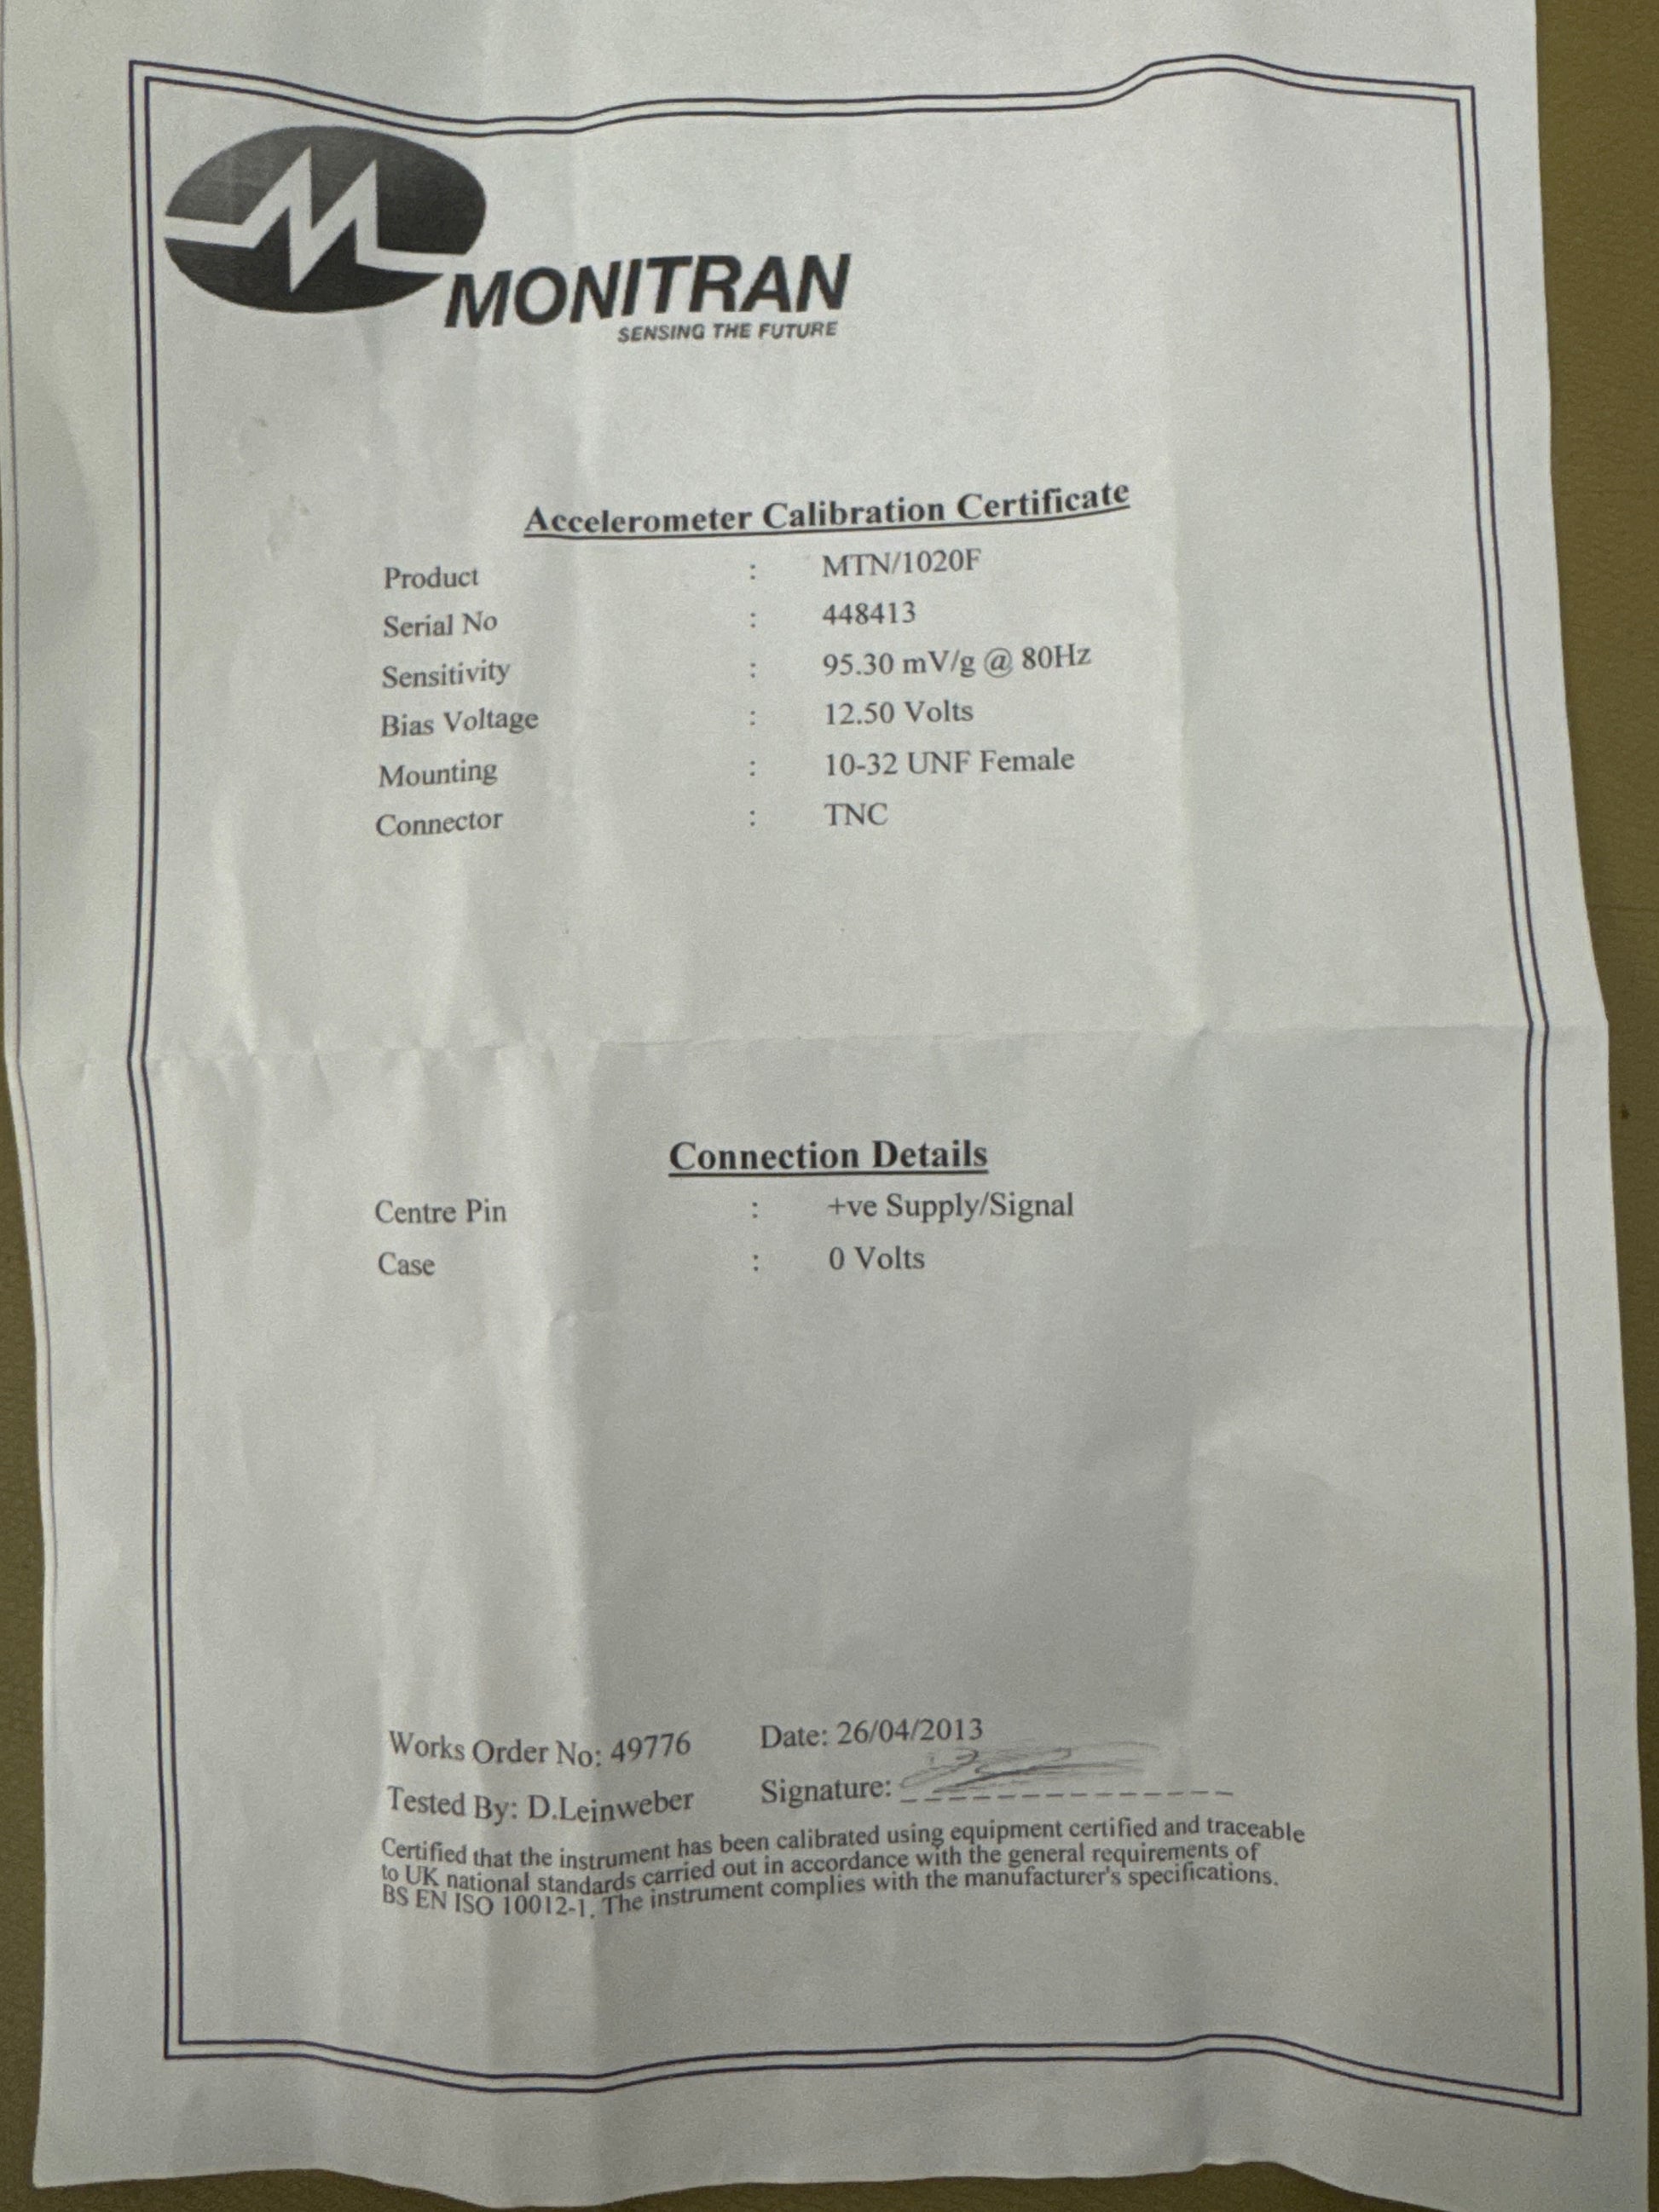 MONITRAN
SENSING THE FUTURE
Accelerometer Calibration Certificate
Product : MTN/1020F
Serial No : 448413
Sensitivity : 95.30 mV/g @ 80Hz
Bias Voltage : 12.50 Volts
Mounting : 10-32 UNF Female
Connector : TNC
Connection Details
Centre Pin : +ve Supply/Signal
Case : 0 Volts
Works Order No: 49776 Date: 26/04/2013
Tested By: D.Leinweber Signature:
Certified that the instrument has been calibrated using equipment certified and traceable
to UK national standards carried out in accordance with the general requirements of
BS EN ISO 10012-1. The instrument complies with the manufacturer's specifications.